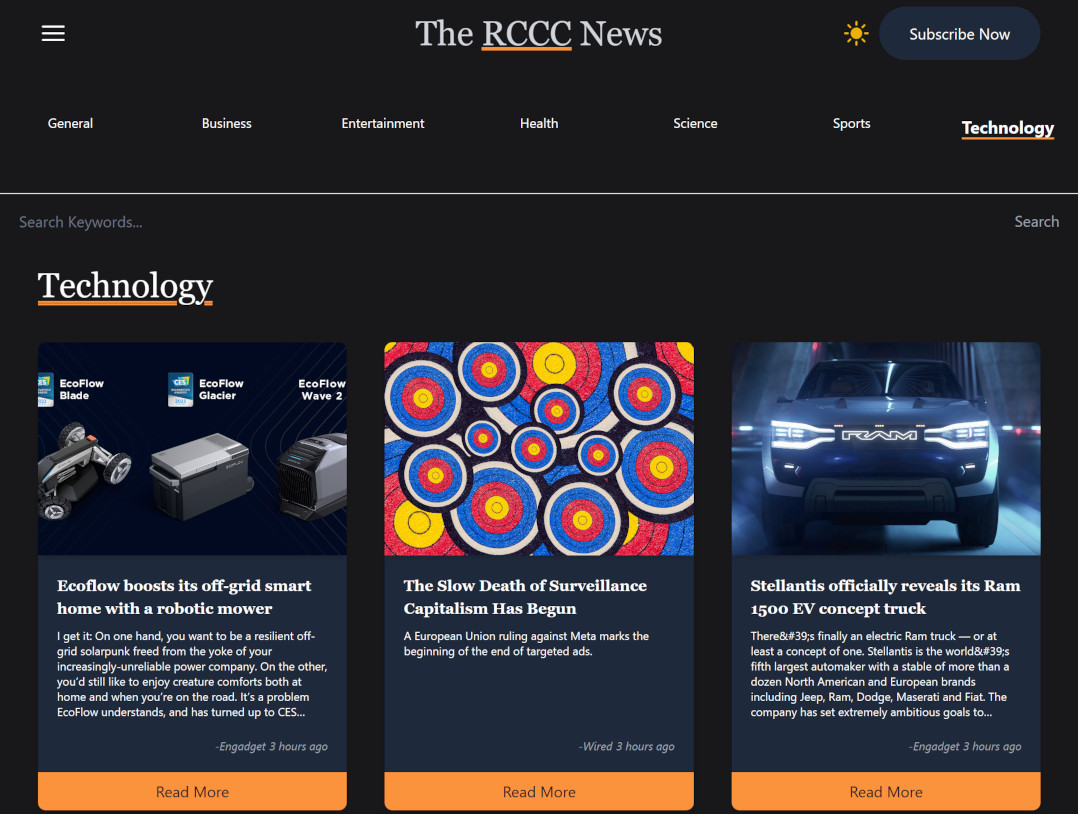 The RCCC News
Subscribe Now
General
Business
Entertainment
Health
Science
Sports
Technology
Search Keywords...
Search
Technology
CES
EcoFlow
Blade
CES
EcoFlow
Glacier
EcoFlow
Wave 2
RAM
Ecoflow boosts its off-grid smart
home with a robotic mower
I get it: On one hand, you want to be a resilient off-
grid solarpunk freed from the yoke of your
increasingly-unreliable power company. On the other,
you'd still like to enjoy creature comforts both at
home and when you're on the road. It's a problem
EcoFlow understands, and has turned up to CES...
-Engadget 3 hours ago
Read More
The Slow Death of Surveillance
Capitalism Has Begun
A European Union ruling against Meta marks the
beginning of the end of targeted ads.
-Wired 3 hours ago
Read More
Stellantis officially reveals its Ram
1500 EV concept truck
There&#39;s finally an electric Ram truck — or at
least a concept of one. Stellantis is the world&#39;s
fifth largest automaker with a stable of more than a
dozen North American and European brands
including Jeep, Ram, Dodge, Maserati and Fiat. The
company has set extremely ambitious goals to...
-Engadget 3 hours ago
Read More